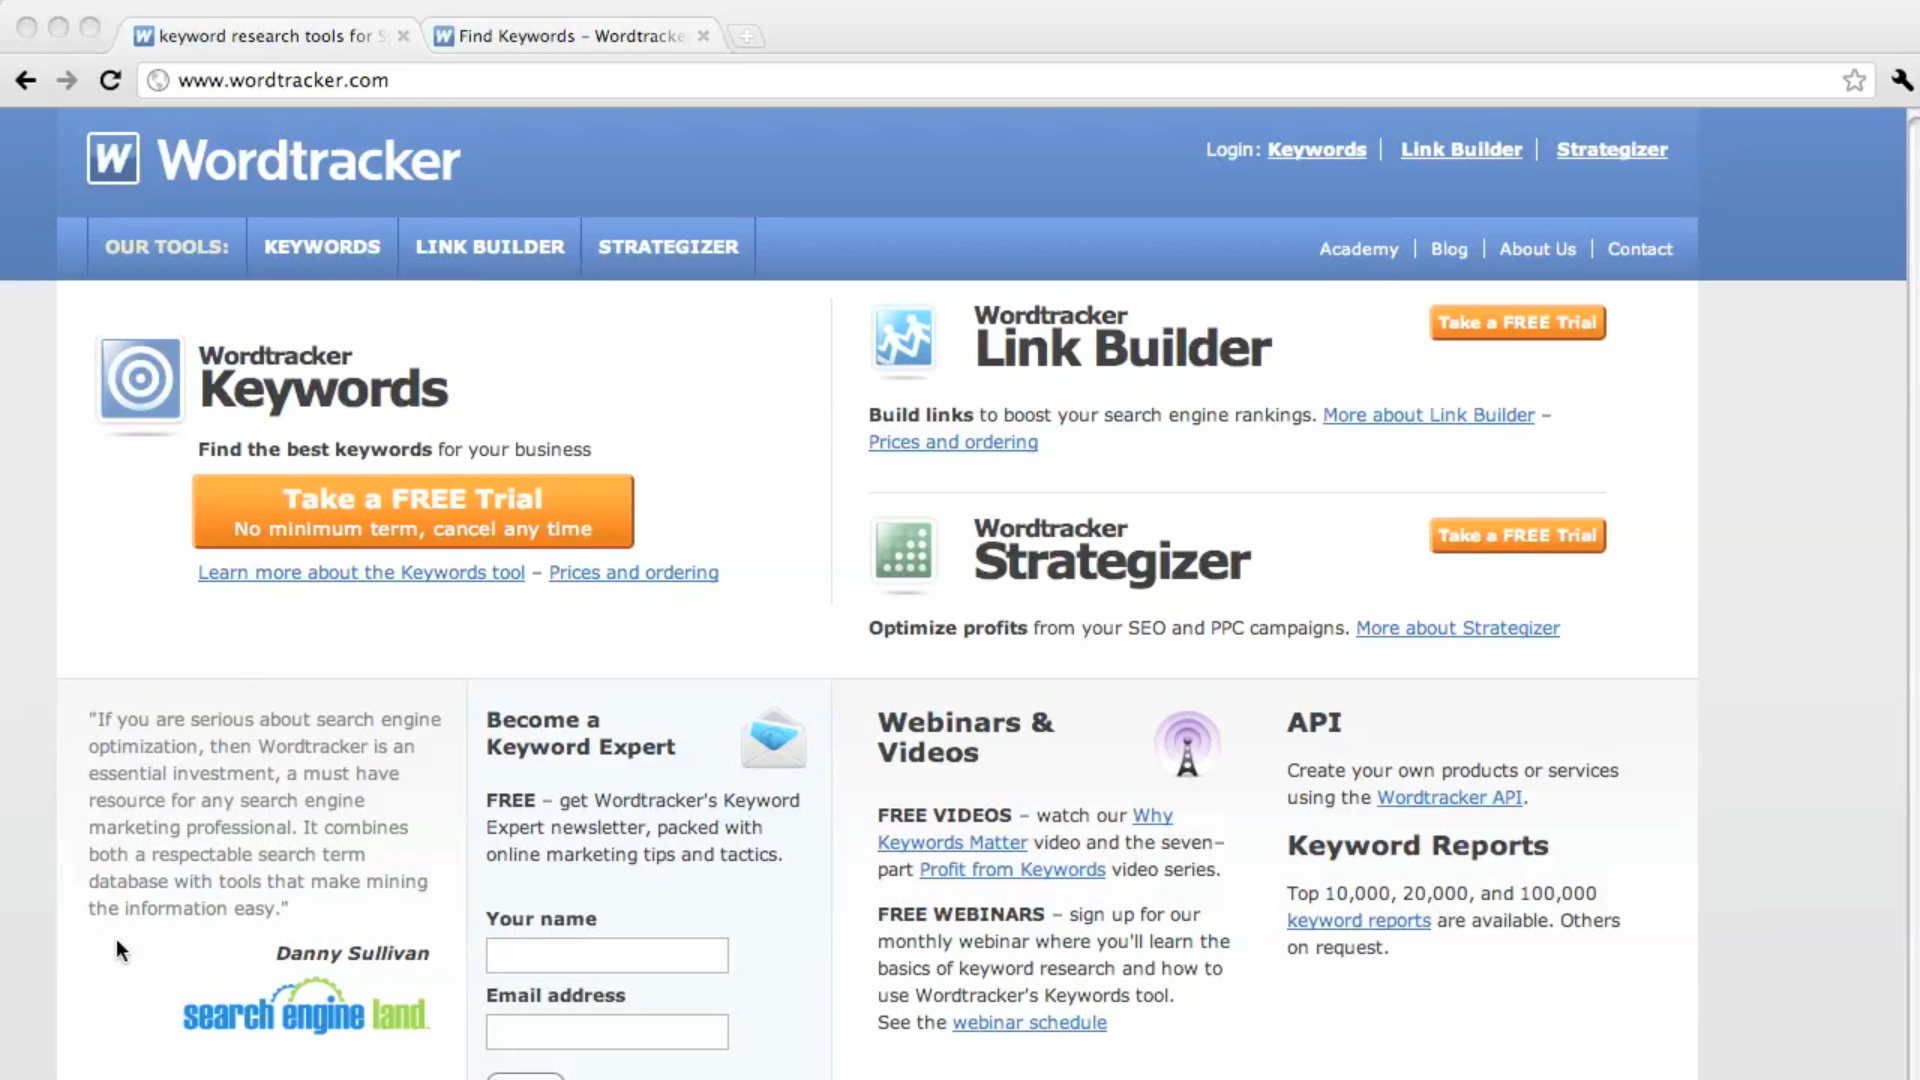 keyword research tools for S
Find Keywords – Wordtracke
www.wordtracker.com
W Wordtracker
Login: Keywords | Link Builder | Strategizer
OUR TOOLS: KEYWORDS LINK BUILDER STRATEGIZER
Academy | Blog | About Us | Contact
Wordtracker
Keywords
Find the best keywords for your business
Take a FREE Trial
No minimum term, cancel any time
Learn more about the Keywords tool – Prices and ordering
Wordtracker
Link Builder
Take a FREE Trial
Build links to boost your search engine rankings. More about Link Builder –
Prices and ordering
Wordtracker
Strategizer
Take a FREE Trial
Optimize profits from your SEO and PPC campaigns. More about Strategizer
"If you are serious about search engine
optimization, then Wordtracker is an
essential investment, a must have
resource for any search engine
marketing professional. It combines
both a respectable search term
database with tools that make mining
the information easy."
Danny Sullivan
search engine land
Become a
Keyword Expert
FREE – get Wordtracker's Keyword
Expert newsletter, packed with
online marketing tips and tactics.
Your name
Email address
Webinars &
Videos
FREE VIDEOS – watch our Why
Keywords Matter video and the seven–
part Profit from Keywords video series.
FREE WEBINARS – sign up for our
monthly webinar where you'll learn the
basics of keyword research and how to
use Wordtracker's Keywords tool.
See the webinar schedule
API
Create your own products or services
using the Wordtracker API.
Keyword Reports
Top 10,000, 20,000, and 100,000
keyword reports are available. Others
on request.